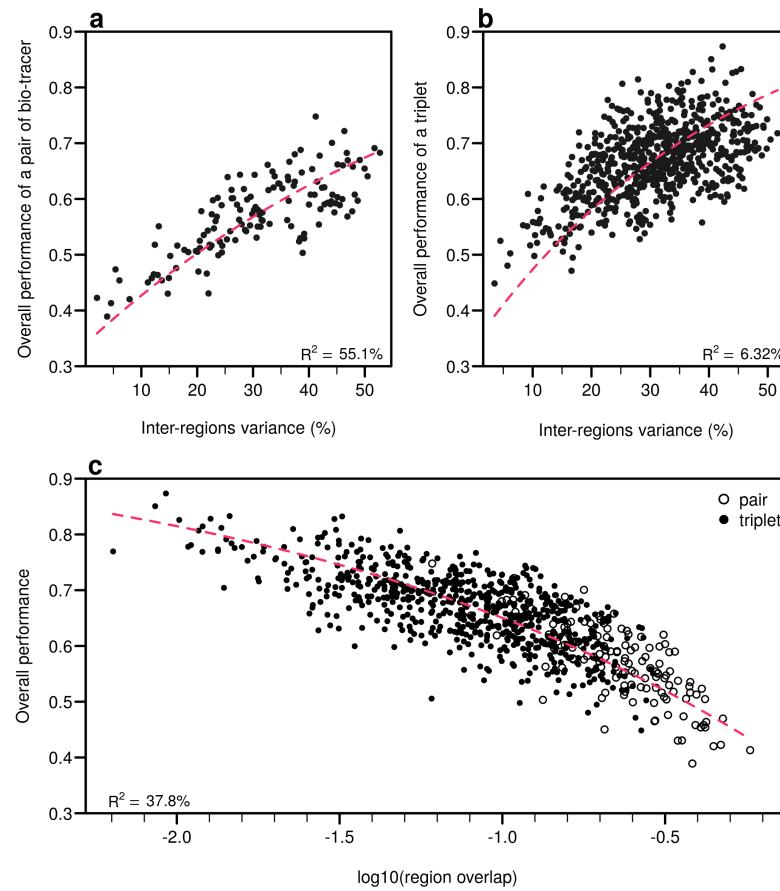 a
0.9
0.8
0.7
0.6
0.5
0.4
0.3
Overall performance of a pair of bio-tracer
R² = 55.1%
10 20 30 40 50
Inter-regions variance (%)
b
0.9
0.8
0.7
0.6
0.5
0.4
0.3
Overall performance of a triplet
R² = 6.32%
10 20 30 40 50
Inter-regions variance (%)
c
0.9
0.8
0.7
0.6
0.5
0.4
0.3
Overall performance
pair
triplet
R² = 37.8%
-2.0 -1.5 -1.0 -0.5
log10(region overlap)